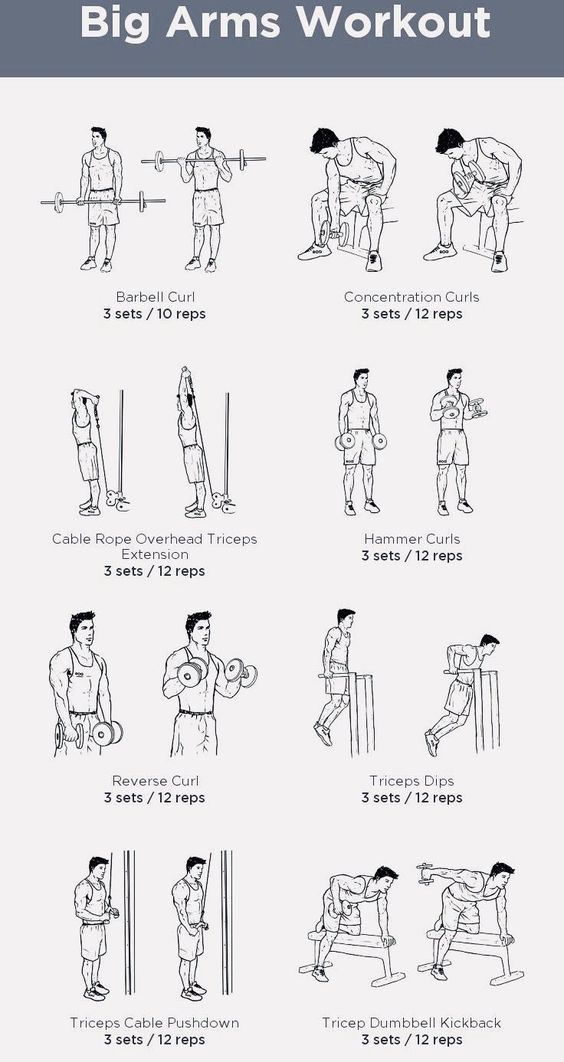 Big Arms Workout
Barbell Curl
3 sets / 10 reps
Concentration Curls
3 sets / 12 reps
Cable Rope Overhead Triceps
Extension
3 sets / 12 reps
Hammer Curls
3 sets / 12 reps
Reverse Curl
3 sets / 12 reps
Triceps Dips
3 sets / 12 reps
Triceps Cable Pushdown
3 sets / 12 reps
Tricep Dumbbell Kickback
3 sets / 12 reps